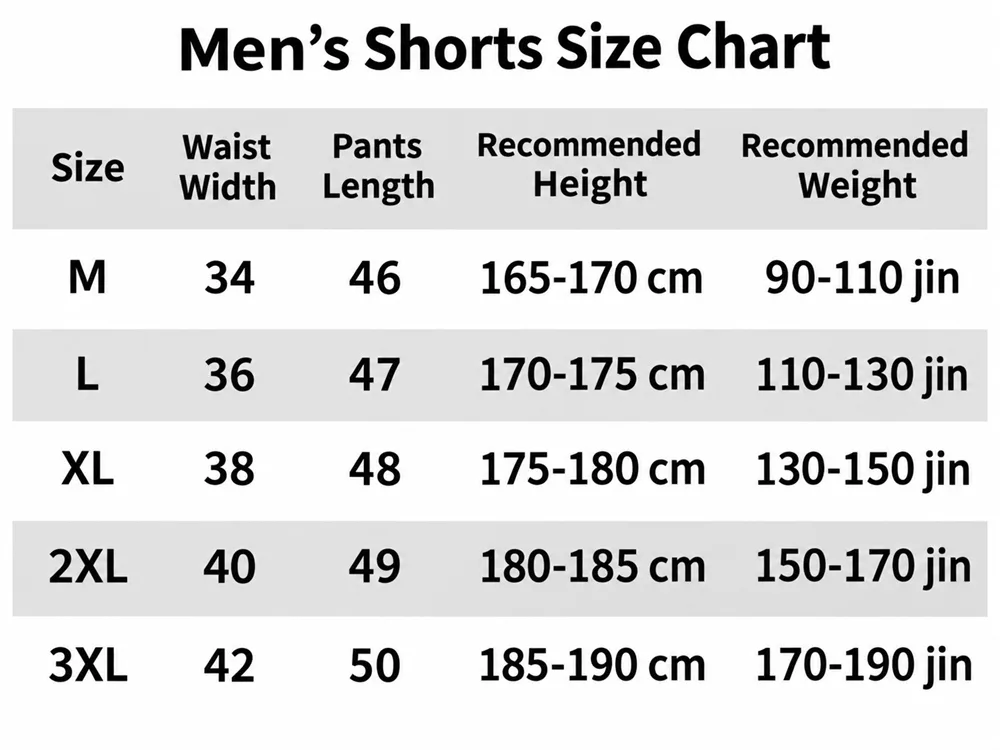 Men’s Shorts Size Chart
Size Waist Width Pants Length Recommended Height Recommended Weight
M 34 46 165-170 cm 90-110 jin
L 36 47 170-175 cm 110-130 jin
XL 38 48 175-180 cm 130-150 jin
2XL 40 49 180-185 cm 150-170 jin
3XL 42 50 185-190 cm 170-190 jin